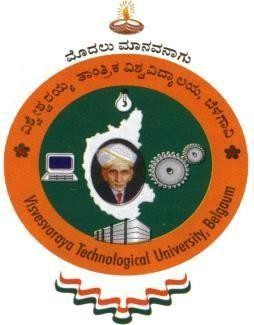 ಮೊದಲು ಮಾನವನಾಗು
ವಿಶ್ವೇಶ್ವರಯ್ಯ ತಾಂತ್ರಿಕ ವಿಶ್ವವಿದ್ಯಾಲಯ, ಬೆಳಗಾವಿ
Visvesvaraya Technological University, Belgaum